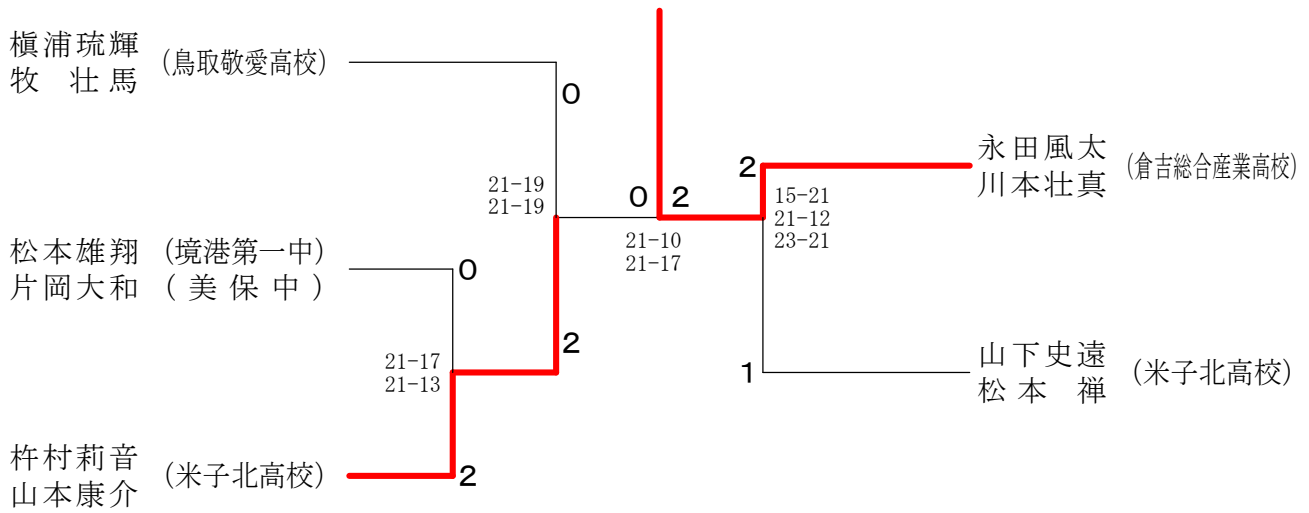 槇浦琉輝 (鳥取敬愛高校)
牧 壮馬
0
永田風太 (倉吉総合産業高校)
川本壮真
2
21-19
21-19
0 2
15-21
21-12
23-21
21-10
21-17
松本雄翔 (境港第一中)
片岡大和 (美保中)
0
2
21-17
21-13
山下史遠 (米子北高校)
松本 禅
1
杵村莉音 (米子北高校)
山本康介
2